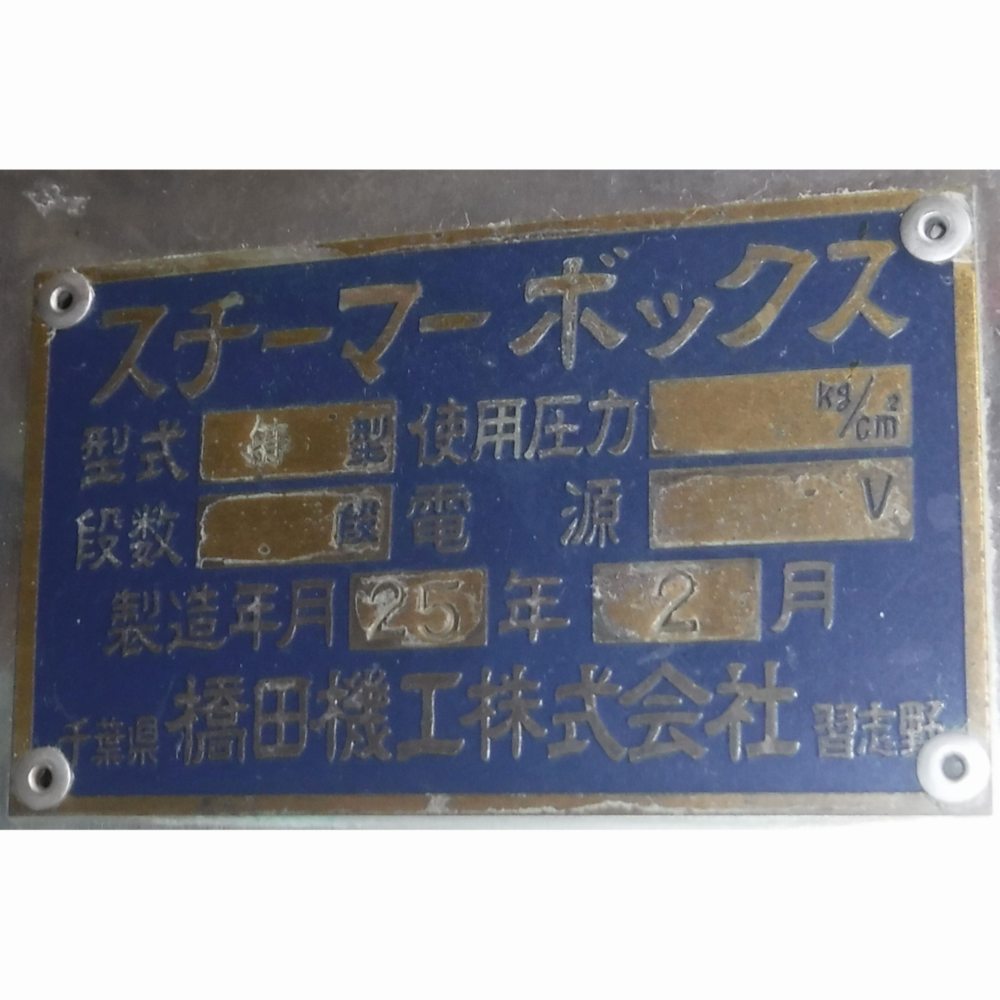 スチーマーボックス
型式 型 使用圧力 kg/cm²
段数 段 電源 V
製造年月 25年 2月
千葉県 橋田機工株式会社 習志野